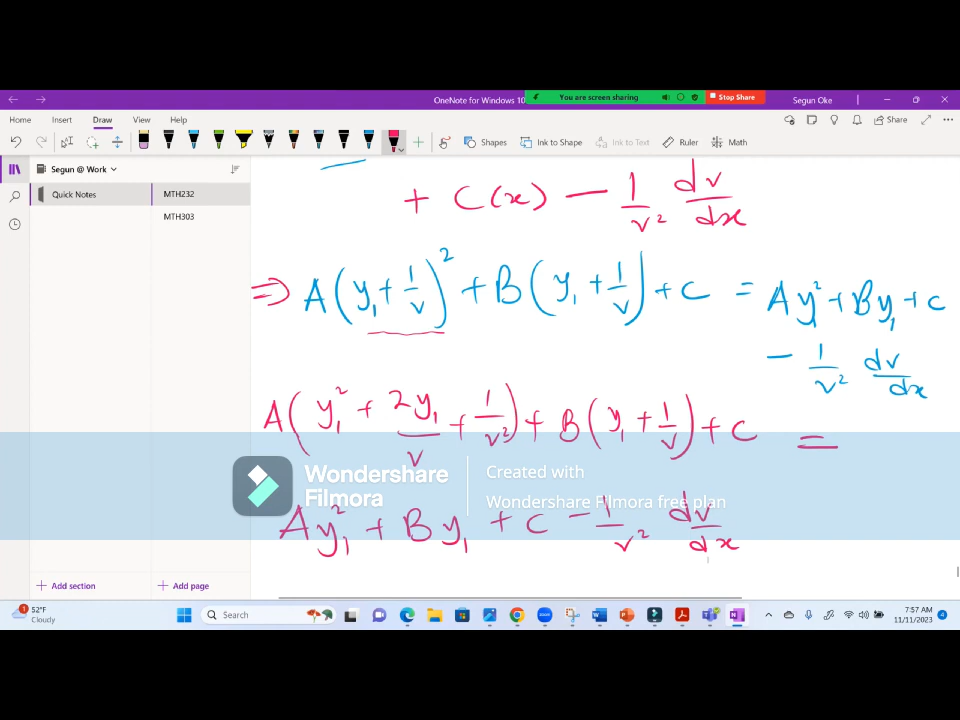 OneNote for Windows 10
You are screen sharing
Stop Share
Segun Oke
Home Insert Draw View Help
Share
Shapes
Ink to Shape
Ink to Text
Ruler
Math
Segun @ Work
Quick Notes
MTH232
MTH303
+ C(x) − 1/v² dv/dx
⇒ A(y₁ + 1/v)² + B(y₁ + 1/v) + C = Ay₁² + By₁ + C
− 1/v² dv/dx
A(y₁² + 2y₁/v + 1/v²) + B(y₁ + 1/v) + C =
Ay₁² + By₁ + C − 1/v² dv/dx
Wondershare
Filmora
Created with
Wondershare Filmora free plan
Add section
Add page
1
52°F
Cloudy
Search
7:57 AM
11/11/2023
4